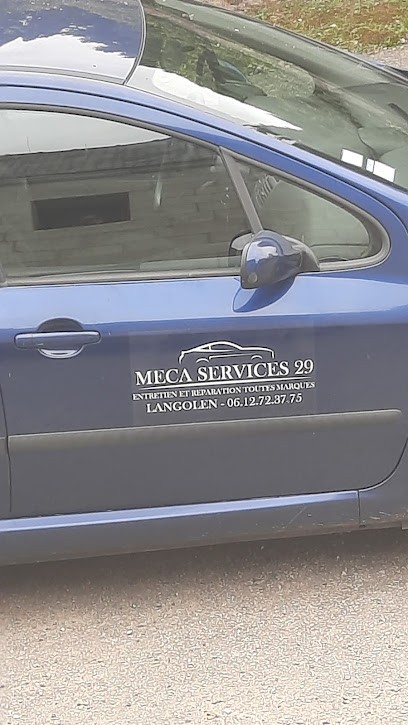 MECA SERVICES 29
ENTRETIEN ET REPARATION TOUTES MARQUES
LANGOLEN - 06.12.72.37.75